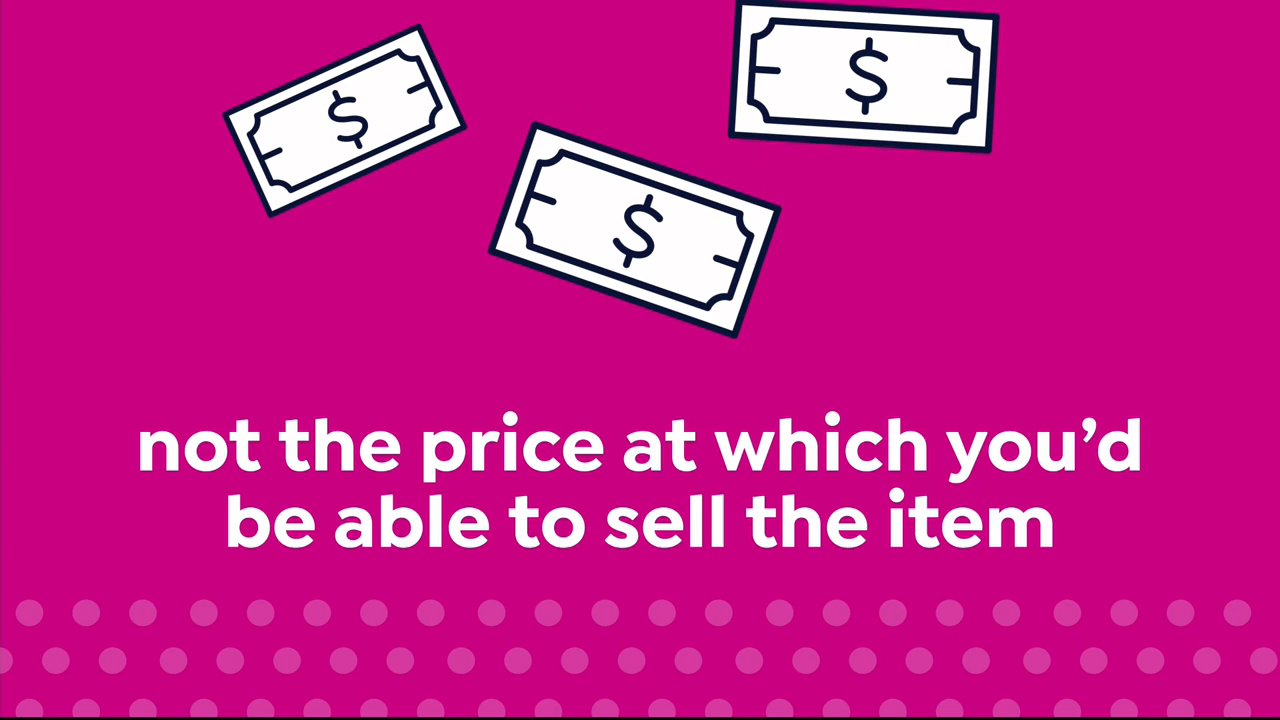 $
$
$
not the price at which you’d
be able to sell the item